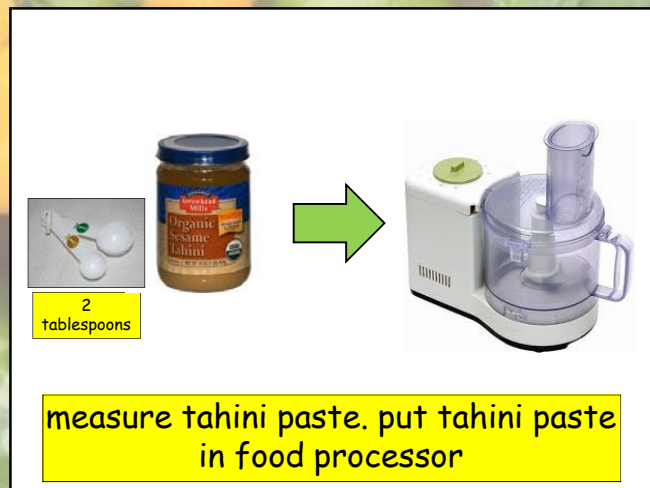 Arrowhead
Mills
Organic
Sesame
Tahini
2
tablespoons
measure tahini paste. put tahini paste
in food processor